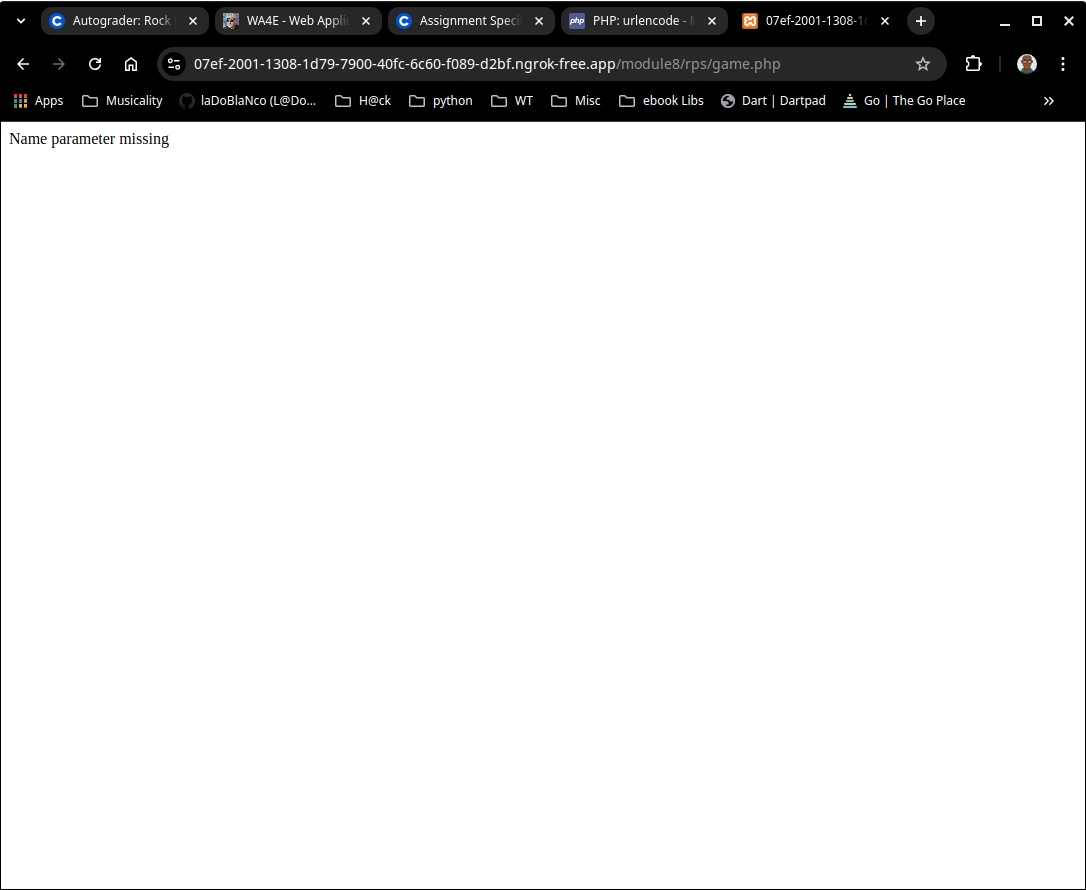 Autograder: Rock
WA4E - Web Applic
Assignment Specif
php
PHP: urlencode - M
07ef-2001-1308-1d
07ef-2001-1308-1d79-7900-40fc-6c60-f089-d2bf.ngrok-free.app/module8/rps/game.php
Apps
Musicality
laDoBlaNco (L@Do...
H@ck
python
WT
Misc
ebook Libs
Dart | Dartpad
Go | The Go Place
Name parameter missing